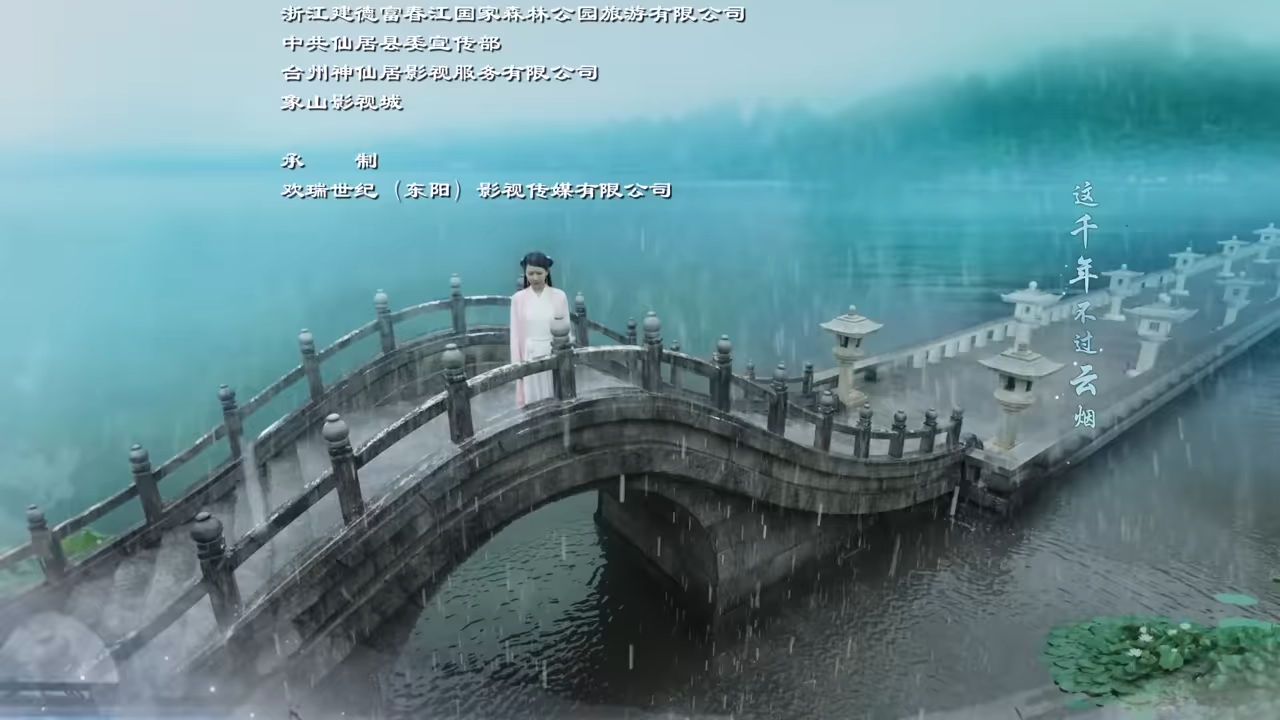 浙江建德富春江国家森林公园旅游有限公司
中共仙居县委宣传部
台州神仙居影视服务有限公司
象山影视城
承　　制
欢瑞世纪（东阳）影视传媒有限公司
这千年不过云烟